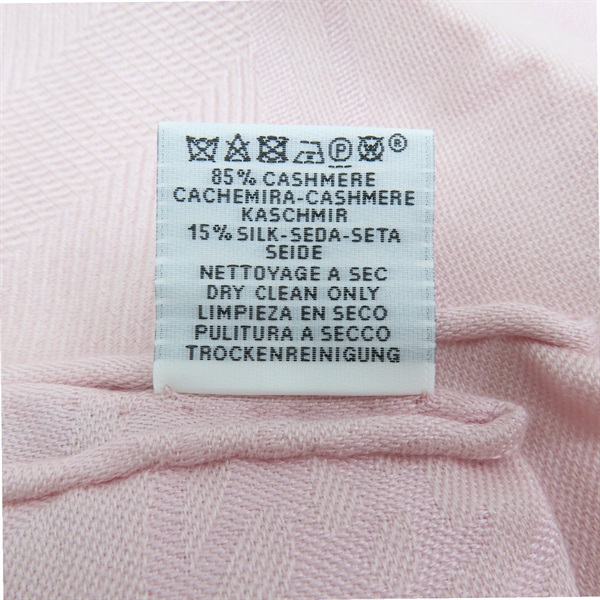 P ®
85% CASHMERE
CACHEMIRA-CASHMERE
KASCHMIR
15% SILK-SEDA-SETA
SEIDE
NETTOYAGE A SEC
DRY CLEAN ONLY
LIMPIEZA EN SECO
PULITURA A SECCO
TROCKENREINIGUNG